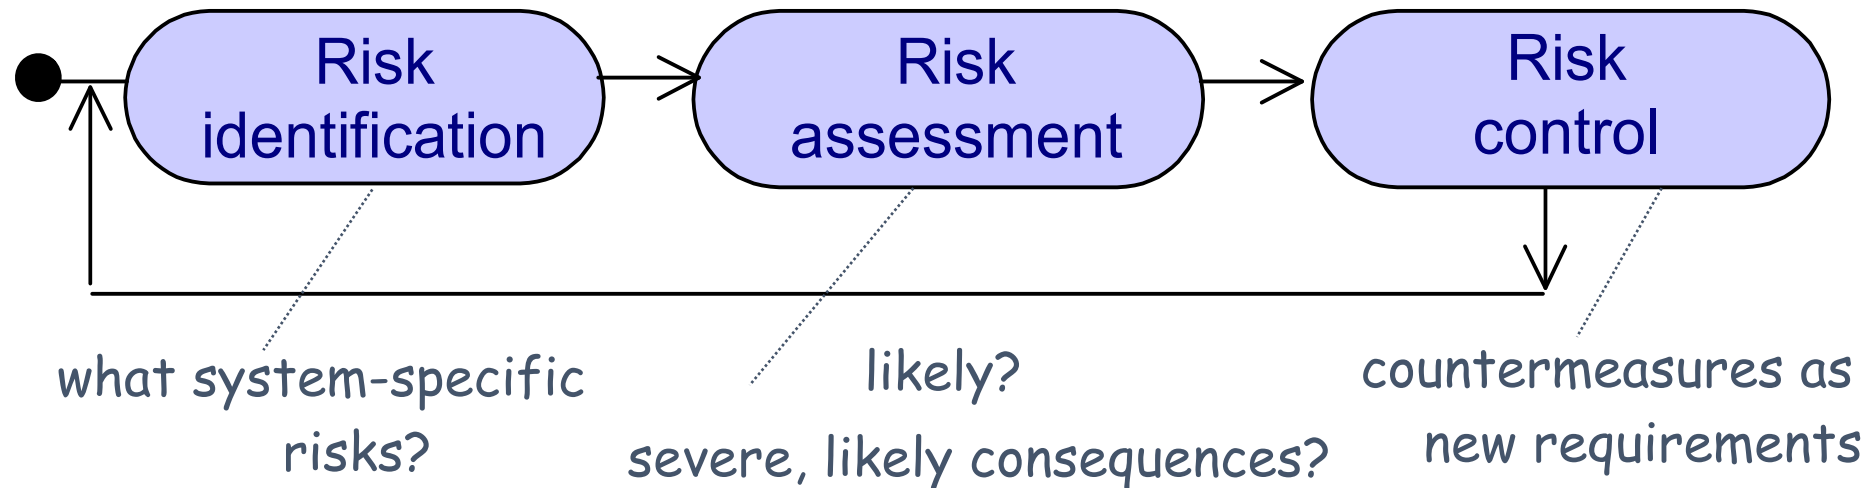 Risk
identification
Risk
assessment
Risk
control
what system-specific
risks?
likely?
severe, likely consequences?
countermeasures as
new requirements